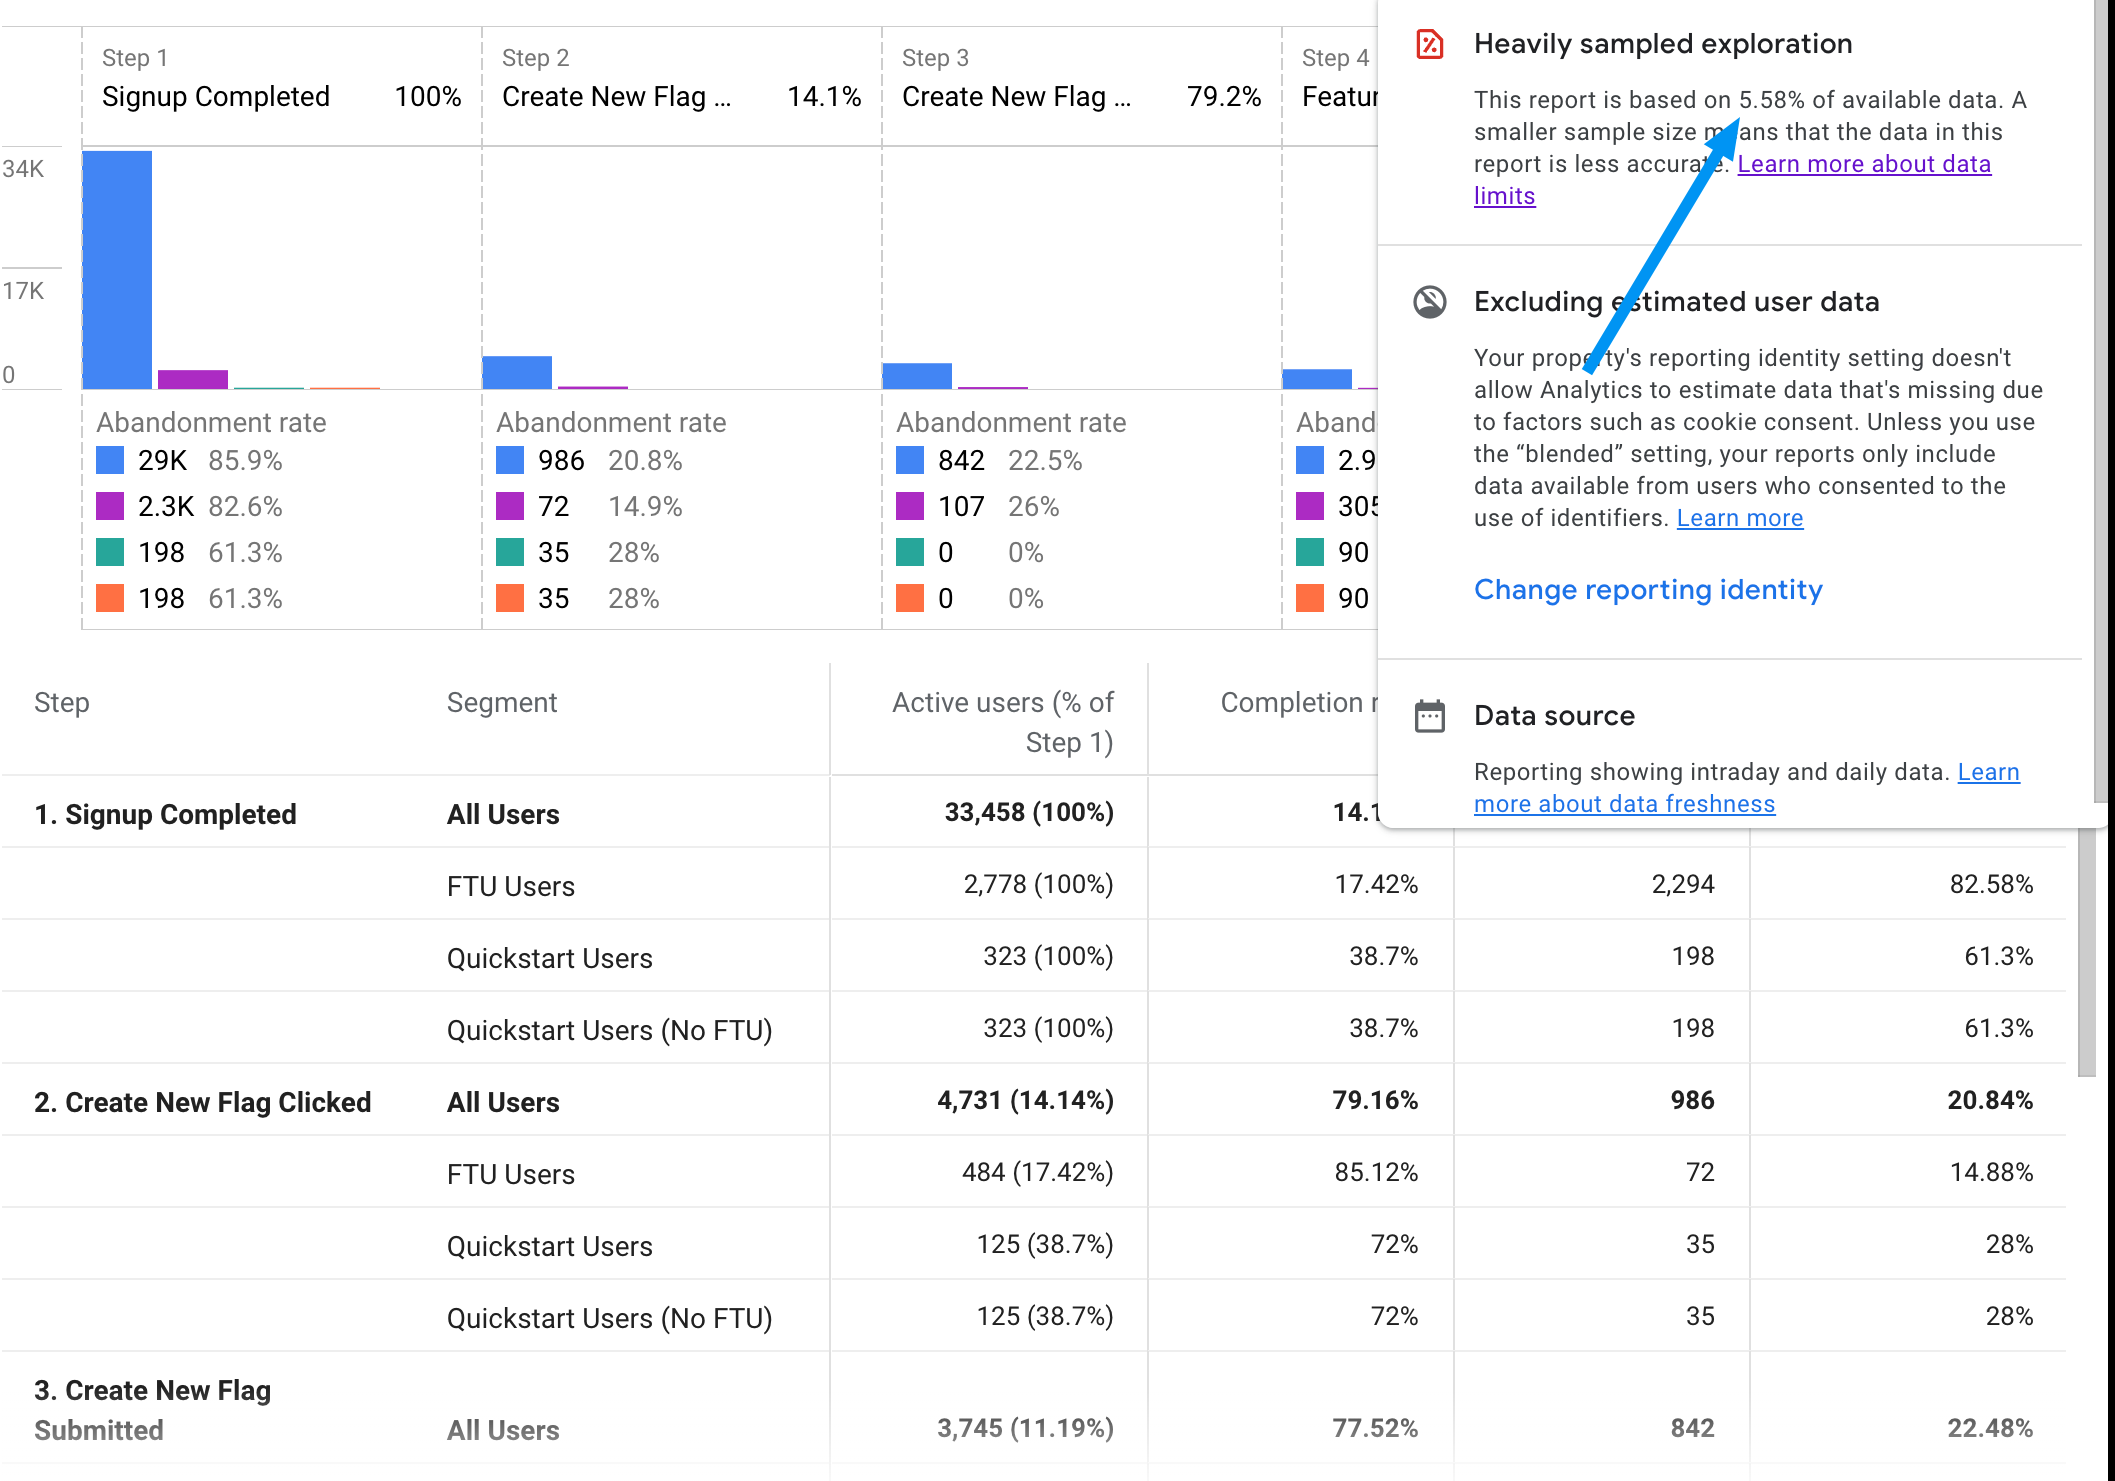 Step 1
Signup Completed 100%
Step 2
Create New Flag ... 14.1%
Step 3
Create New Flag ... 79.2%
Step 4
Featur
34K
17K
0
Abandonment rate
29K 85.9%
2.3K 82.6%
198 61.3%
198 61.3%
Abandonment rate
986 20.8%
72 14.9%
35 28%
35 28%
Abandonment rate
842 22.5%
107 26%
0 0%
0 0%
Aband
2.9
305
90
90
Heavily sampled exploration
This report is based on 5.58% of available data. A
smaller sample size means that the data in this
report is less accurate. Learn more about data
limits
Excluding estimated user data
Your property's reporting identity setting doesn't
allow Analytics to estimate data that's missing due
to factors such as cookie consent. Unless you use
the “blended” setting, your reports only include
data available from users who consented to the
use of identifiers. Learn more
Change reporting identity
Data source
Reporting showing intraday and daily data. Learn
more about data freshness
Step Segment Active users (% of
Step 1) Completion r
1. Signup Completed All Users 33,458 (100%) 14.1
FTU Users 2,778 (100%) 17.42% 2,294 82.58%
Quickstart Users 323 (100%) 38.7% 198 61.3%
Quickstart Users (No FTU) 323 (100%) 38.7% 198 61.3%
2. Create New Flag Clicked All Users 4,731 (14.14%) 79.16% 986 20.84%
FTU Users 484 (17.42%) 85.12% 72 14.88%
Quickstart Users 125 (38.7%) 72% 35 28%
Quickstart Users (No FTU) 125 (38.7%) 72% 35 28%
3. Create New Flag
Submitted All Users 3,745 (11.19%) 77.52% 842 22.48%